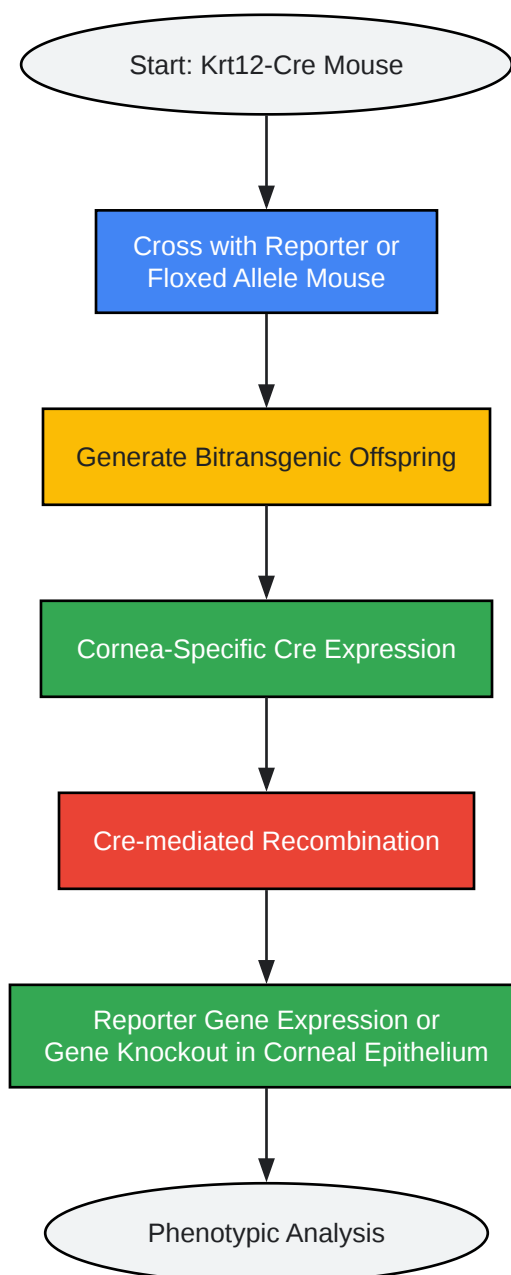 Start: Krt12-Cre Mouse
Cross with Reporter or
Floxed Allele Mouse
Generate Bitransgenic Offspring
Cornea-Specific Cre Expression
Cre-mediated Recombination
Reporter Gene Expression or
Gene Knockout in Corneal Epithelium
Phenotypic Analysis